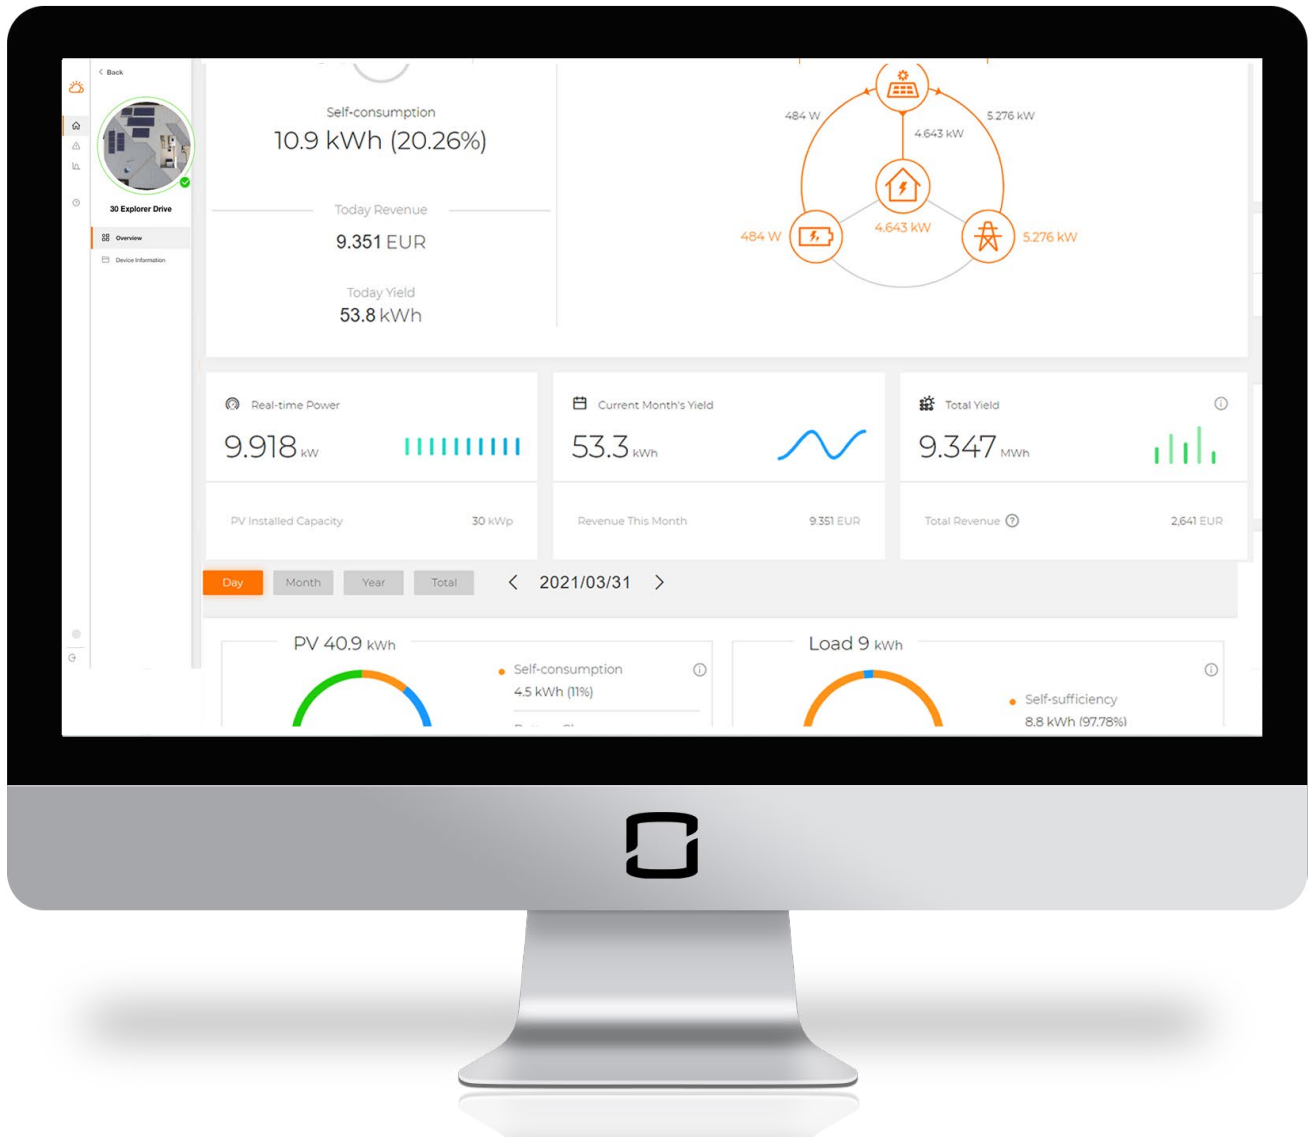 Back
30 Explorer Drive
Overview
Device Information
Self-consumption
10.9 kWh (20.26%)
Today Revenue
9.351 EUR
Today Yield
53.8 kWh
484 W
5.276 kW
4.643 kW
484 W
4.643 kW
5.276 kW
Real-time Power
9.918 kW
PV Installed Capacity 30 kWp
Current Month's Yield
53.3 kWh
Revenue This Month 9.351 EUR
Total Yield
9.347 MWh
Total Revenue 2,641 EUR
Day Month Year Total 2021/03/31
PV 40.9 kWh
Self-consumption
4.5 kWh (11%)
Load 9 kWh
Self-sufficiency
8.8 kWh (97.78%)